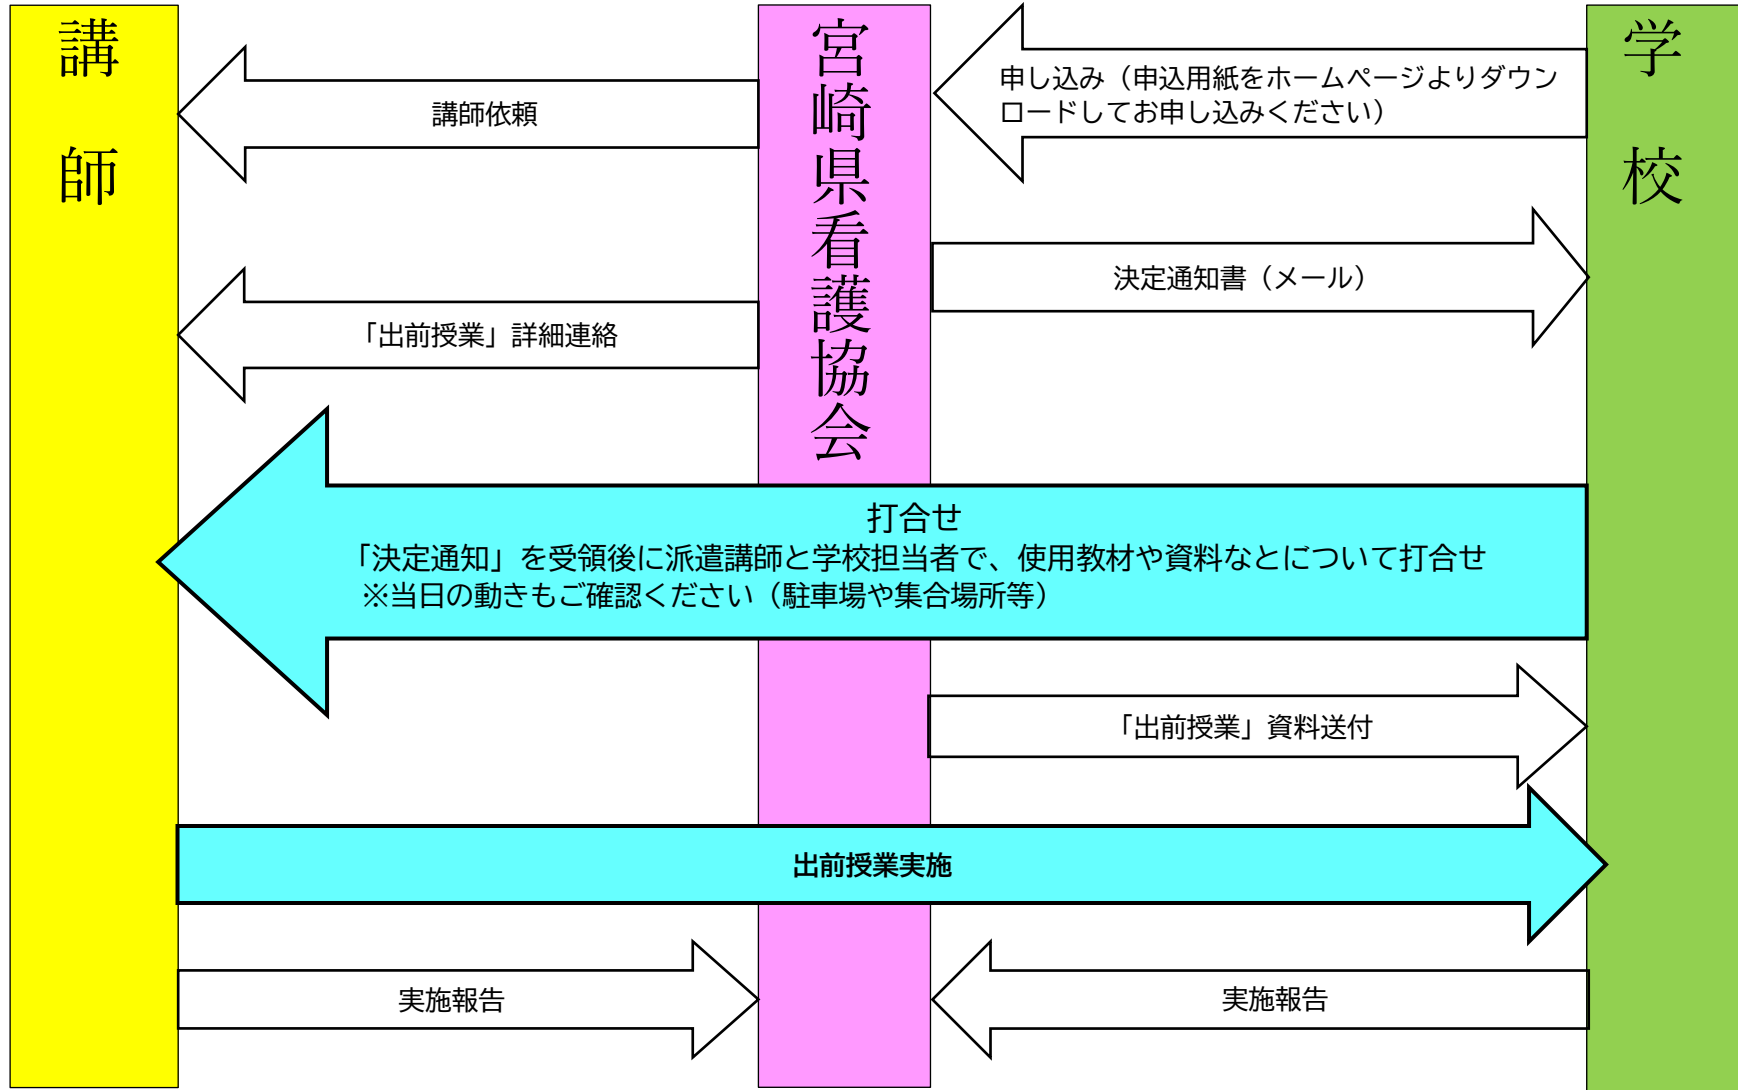 講師
宮崎県看護協会
学校
申し込み（申込用紙をホームページよりダウン
ロードしてお申し込みください）
講師依頼
決定通知書（メール）
「出前授業」詳細連絡
打合せ
「決定通知」を受領後に派遣講師と学校担当者で、使用教材や資料なとについて打合せ
※当日の動きもご確認ください（駐車場や集合場所等）
「出前授業」資料送付
出前授業実施
実施報告
実施報告